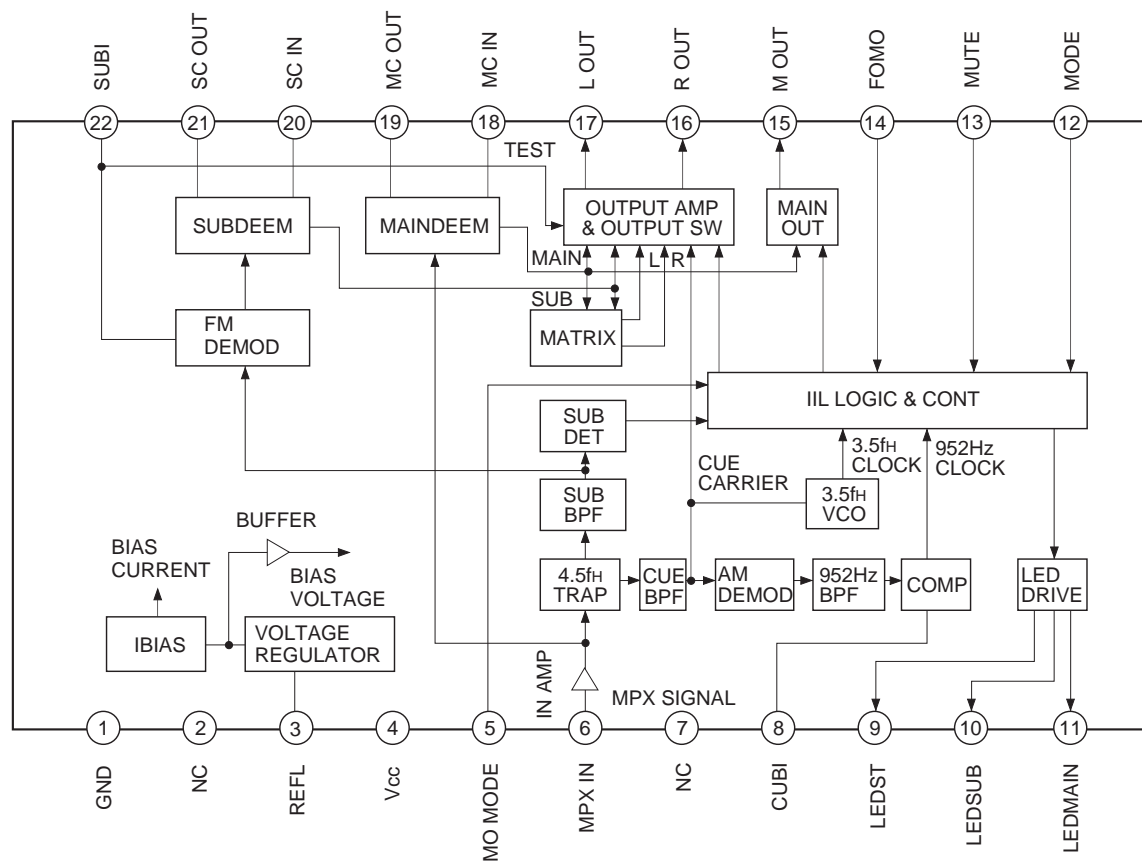 SUBI
SC OUT
SC IN
MC OUT
MC IN
L OUT
R OUT
M OUT
FOMO
MUTE
MODE
22
21
20
19
18
17
16
15
14
13
12
TEST
SUBDEEM
MAINDEEM
OUTPUT AMP
& OUTPUT SW
MAIN
OUT
MAIN
L
R
SUB
FM
DEMOD
MATRIX
IIL LOGIC & CONT
SUB
DET
3.5fH
CLOCK
952Hz
CLOCK
CUE
CARRIER
SUB
BPF
3.5fH
VCO
BUFFER
BIAS
CURRENT
BIAS
VOLTAGE
4.5fH
TRAP
CUE
BPF
AM
DEMOD
952Hz
BPF
COMP
LED
DRIVE
IBIAS
VOLTAGE
REGULATOR
IN AMP
MPX SIGNAL
1
2
3
4
5
6
7
8
9
10
11
GND
NC
REFL
Vcc
MO MODE
MPX IN
NC
CUBI
LEDST
LEDSUB
LEDMAIN